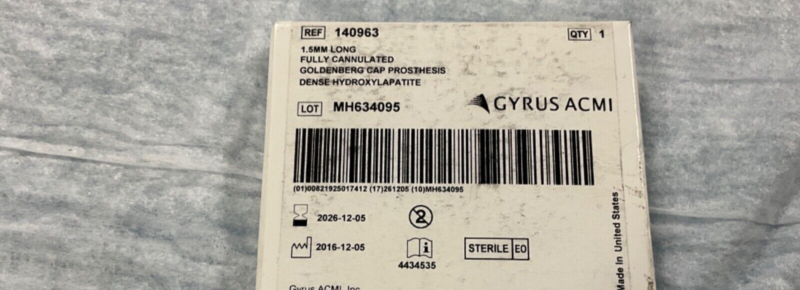 REF 140963
QTY 1
1.5MM LONG
FULLY CANNULATED
GOLDENBERG CAP PROSTHESIS
DENSE HYDROXYLAPATITE
LOT MH634095
GYRUS ACMI
(01)00821925017412 (17)261205 (10)MH634095
2026-12-05
2
2016-12-05
i
STERILE EO
4434535
Made In United States
Gyrus ACMI, Inc